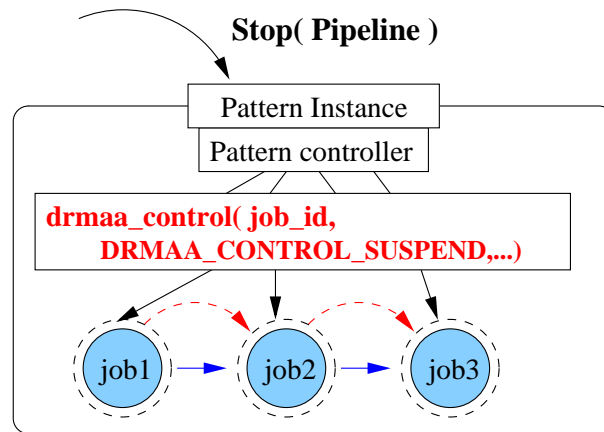 Stop( Pipeline )
Pattern Instance
Pattern controller
drmaa_control( job_id,
DRMAA_CONTROL_SUSPEND,...)
job1
job2
job3